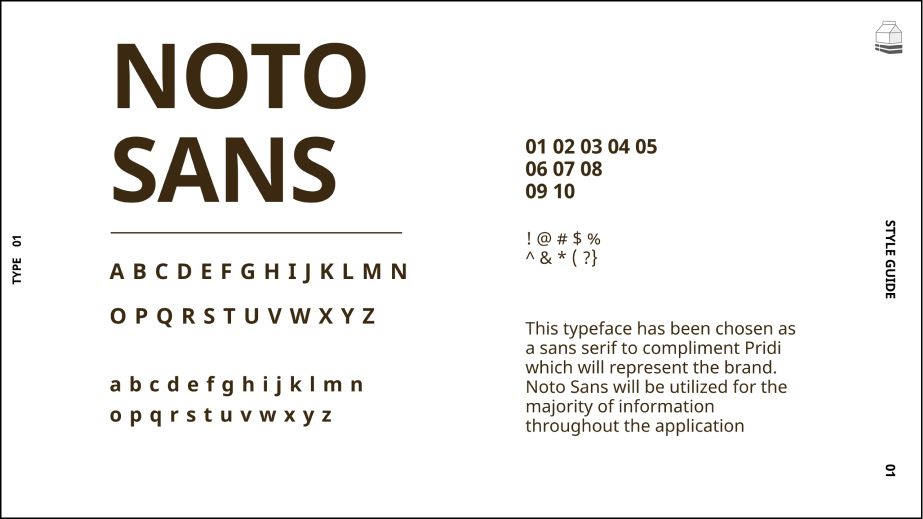 NOTO
SANS
A B C D E F G H I J K L M N
O P Q R S T U V W X Y Z
a b c d e f g h i j k l m n
o p q r s t u v w x y z
01 02 03 04 05
06 07 08
09 10
! @ # $ %
^ & * ( ?}
This typeface has been chosen as
a sans serif to compliment Pridi
which will represent the brand.
Noto Sans will be utilized for the
majority of information
throughout the application
TYPE 01
STYLE GUIDE
01